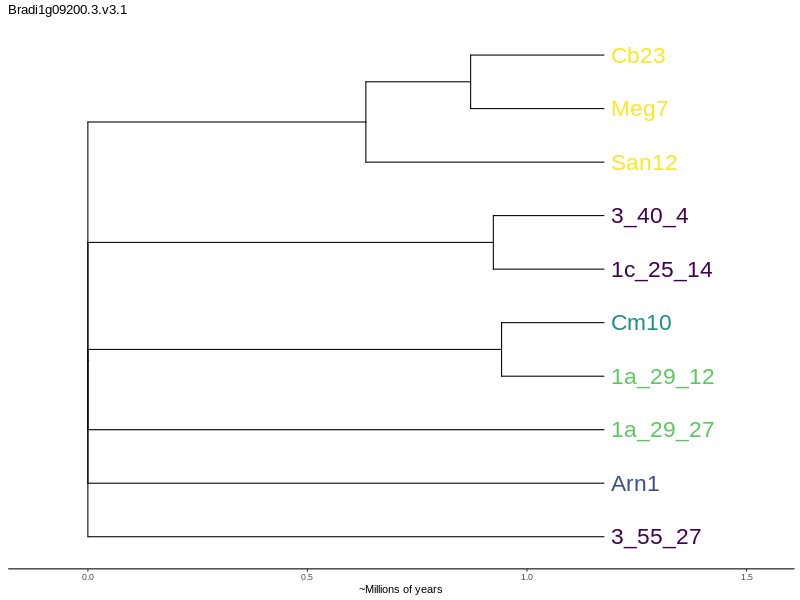 Bradi1g09200.3.v3.1
Cb23
Meg7
San12
3_40_4
1c_25_14
Cm10
1a_29_12
1a_29_27
Arn1
3_55_27
0.0 0.5 1.0 1.5
~Millions of years